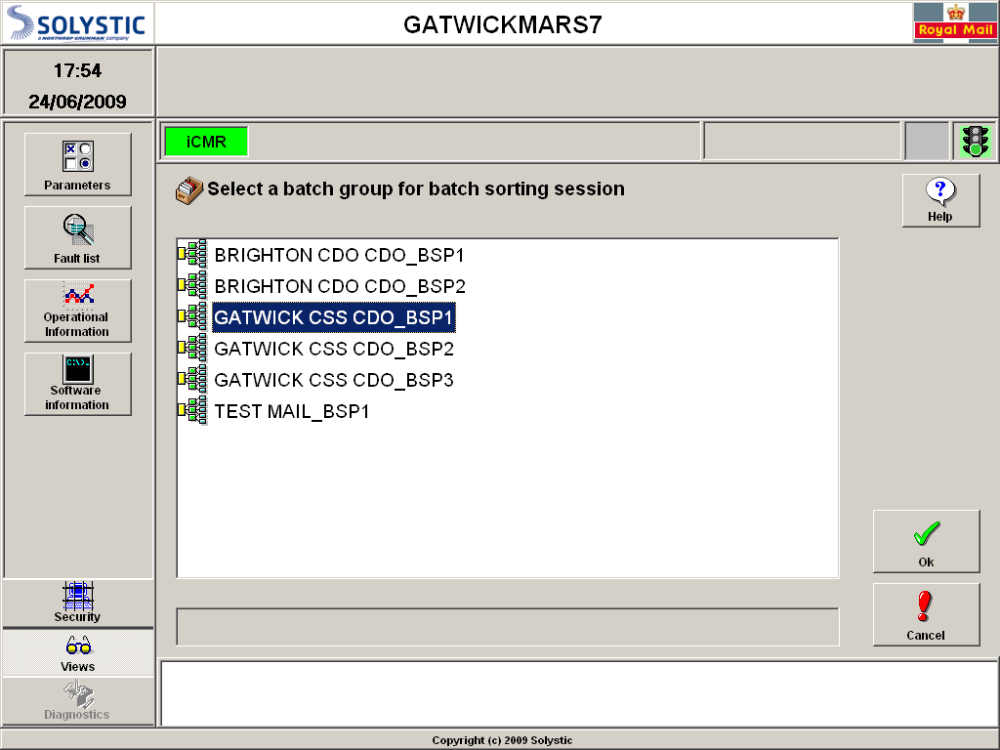 SOLYSTIC
A NORTHROP GRUMMAN company
GATWICKMARS7
Royal Mail
17:54
24/06/2009
iCMR
Parameters
Fault list
Operational
Information
C:\>.
Software
information
Security
Views
Diagnostics
Select a batch group for batch sorting session
Help
BRIGHTON CDO CDO_BSP1
BRIGHTON CDO CDO_BSP2
GATWICK CSS CDO_BSP1
GATWICK CSS CDO_BSP2
GATWICK CSS CDO_BSP3
TEST MAIL_BSP1
Ok
Cancel
Copyright (c) 2009 Solystic